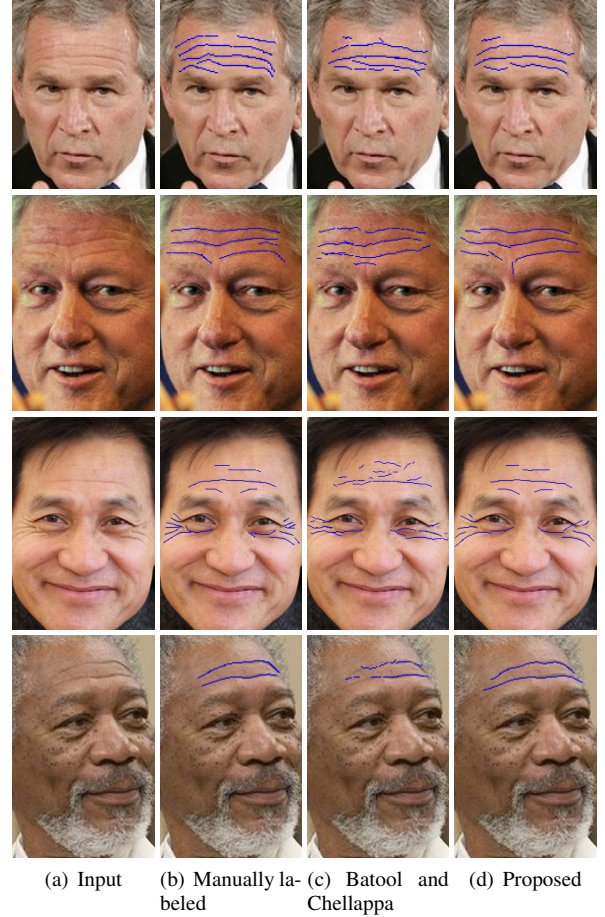 (a) Input (b) Manually la- (c) Batool and (d) Proposed
beled Chellappa